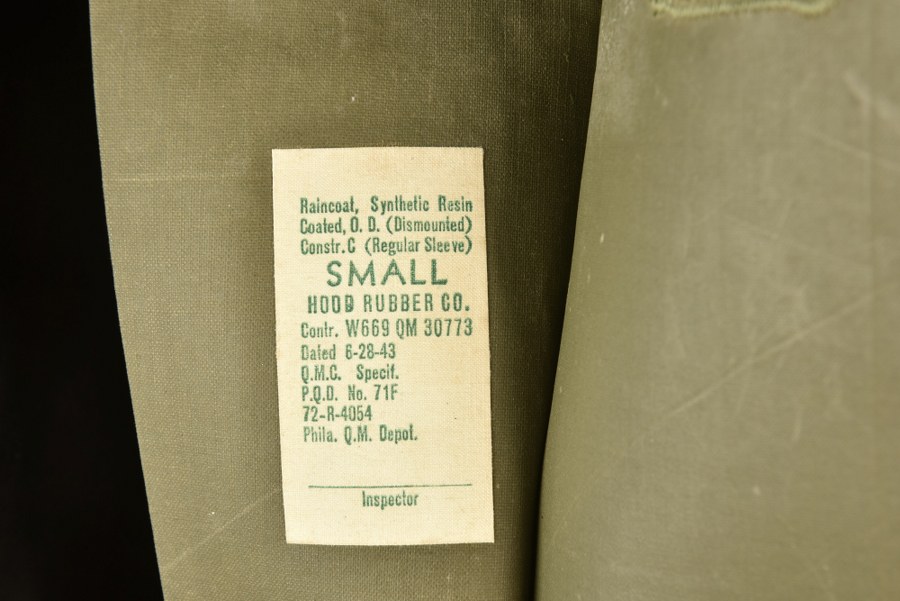 Raincoat, Synthetic Resin
Coated, O. D. (Dismounted)
Constr. C (Regular Sleeve)
SMALL
HOOD RUBBER CO.
Contr. W669 QM 30773
Dated 6-28-43
Q.M.C. Specif.
P.Q.D. No. 71F
72-R-4054
Phila. Q.M. Depot.
Inspector